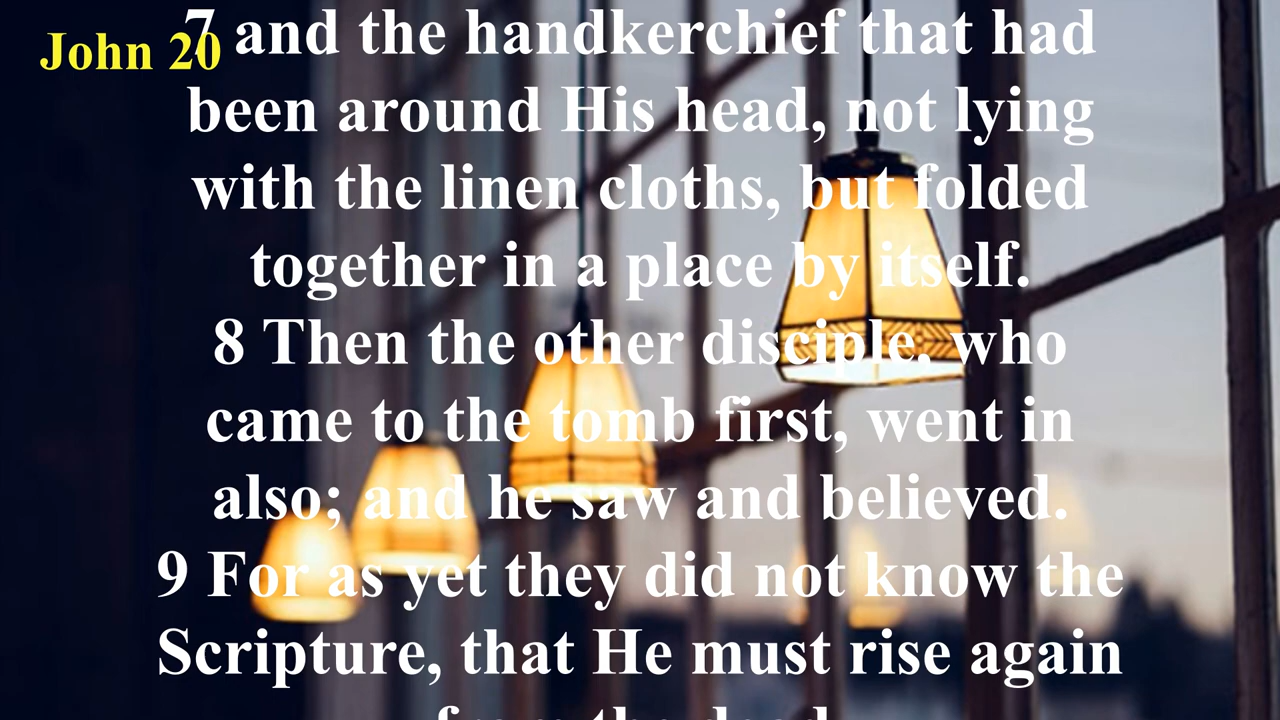 John 20
7 and the handkerchief that had
been around His head, not lying
with the linen cloths, but folded
together in a place by itself.
8 Then the other disciple, who
came to the tomb first, went in
also; and he saw and believed.
9 For as yet they did not know the
Scripture, that He must rise again
from the dead